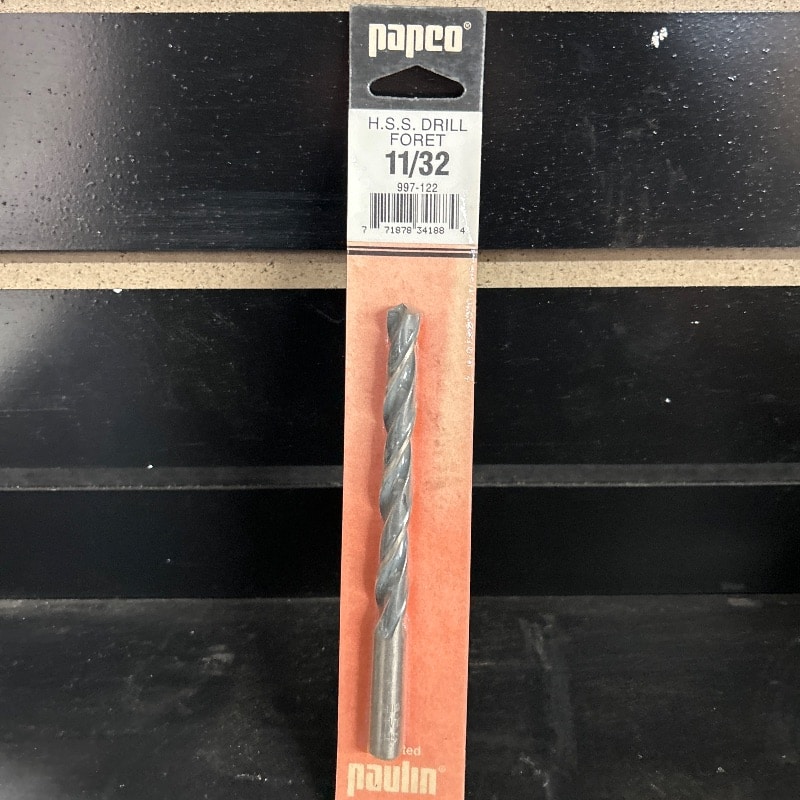 papco®
H.S.S. DRILL
FORET
11/32
997-122
7 71878 34188 4
paulin®